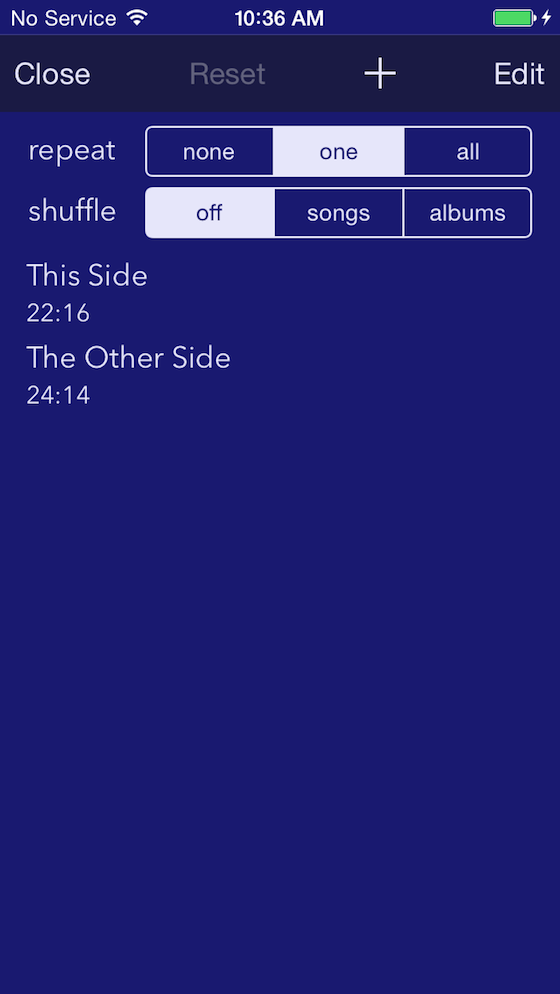 No Service 10:36 AM
Close Reset + Edit
repeat none one all
shuffle off songs albums
This Side
22:16
The Other Side
24:14